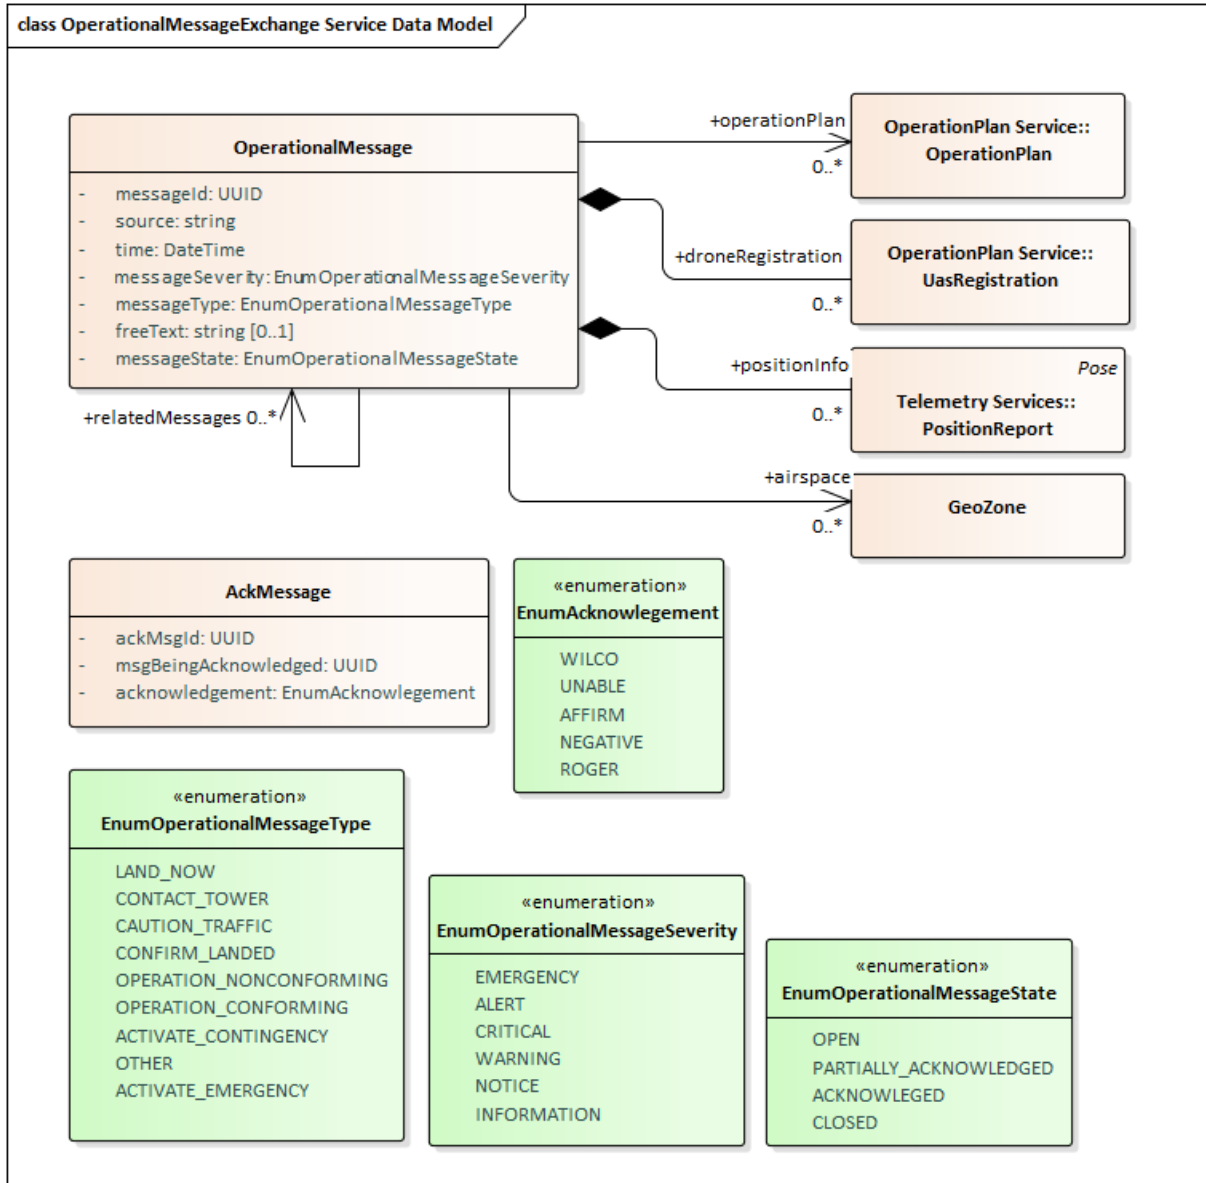 class OperationalMessageExchange Service Data Model
OperationalMessage
- messageId: UUID
- source: string
- time: DateTime
- messageSeverity: EnumOperationalMessageSeverity
- messageType: EnumOperationalMessageType
- freeText: string [0..1]
- messageState: EnumOperationalMessageState
+relatedMessages 0..*
+operationPlan
0..*
OperationPlan Service::
OperationPlan
+droneRegistration
0..*
OperationPlan Service::
UasRegistration
+positionInfo
0..*
Pose
Telemetry Services::
PositionReport
+airspace
0..*
GeoZone
AckMessage
- ackMsgId: UUID
- msgBeingAcknowledged: UUID
- acknowledgement: EnumAcknowlegement
«enumeration»
EnumAcknowlegement
WILCO
UNABLE
AFFIRM
NEGATIVE
ROGER
«enumeration»
EnumOperationalMessageType
LAND_NOW
CONTACT_TOWER
CAUTION_TRAFFIC
CONFIRM_LANDED
OPERATION_NONCONFORMING
OPERATION_CONFORMING
ACTIVATE_CONTINGENCY
OTHER
ACTIVATE_EMERGENCY
«enumeration»
EnumOperationalMessageSeverity
EMERGENCY
ALERT
CRITICAL
WARNING
NOTICE
INFORMATION
«enumeration»
EnumOperationalMessageState
OPEN
PARTIALLY_ACKNOWLEDGED
ACKNOWLEGED
CLOSED